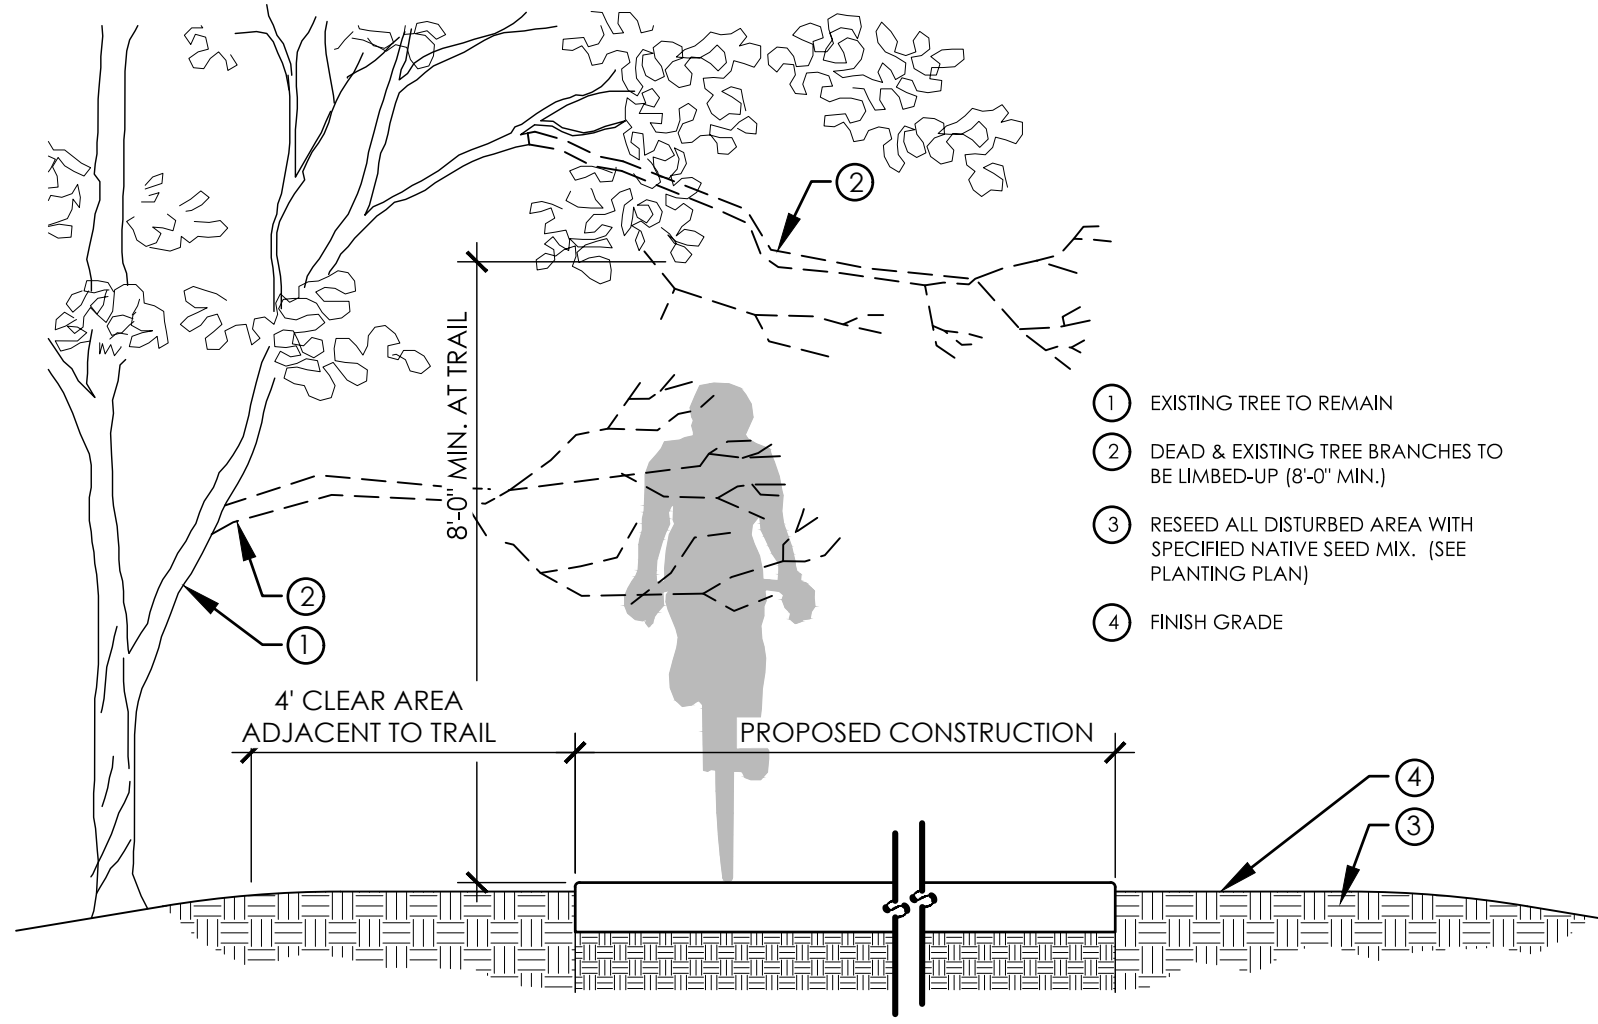 2
8'-0" MIN. AT TRAIL
1 EXISTING TREE TO REMAIN
2 DEAD & EXISTING TREE BRANCHES TO
BE LIMBED-UP (8'-0" MIN.)
3 RESEED ALL DISTURBED AREA WITH
SPECIFIED NATIVE SEED MIX. (SEE
PLANTING PLAN)
4 FINISH GRADE
2
1
4' CLEAR AREA
ADJACENT TO TRAIL
PROPOSED CONSTRUCTION
4
3